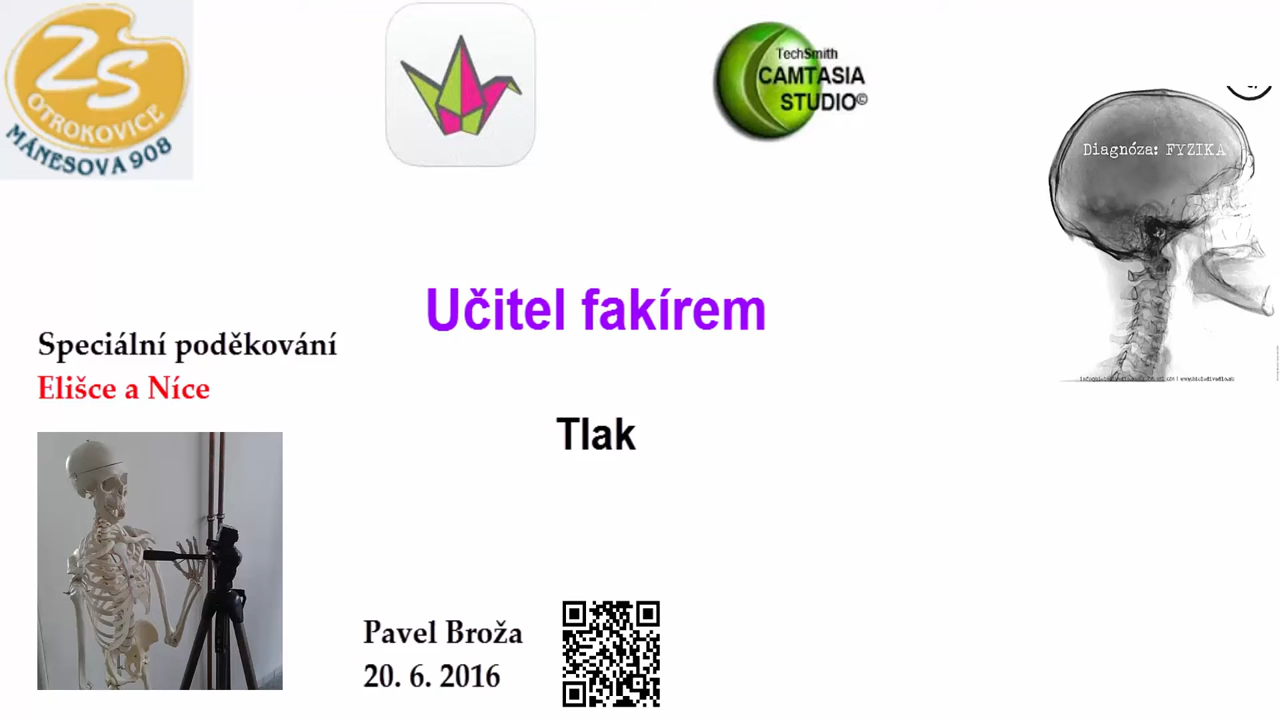 ZŠ
OTROKOVICE
MÁNESOVA 908
TechSmith
CAMTASIA
STUDIO©
Diagnóza: FYZIKA
Učitel fakírem
Speciální poděkování
Elišce a Níce
Tlak
Pavel Broža
20. 6. 2016